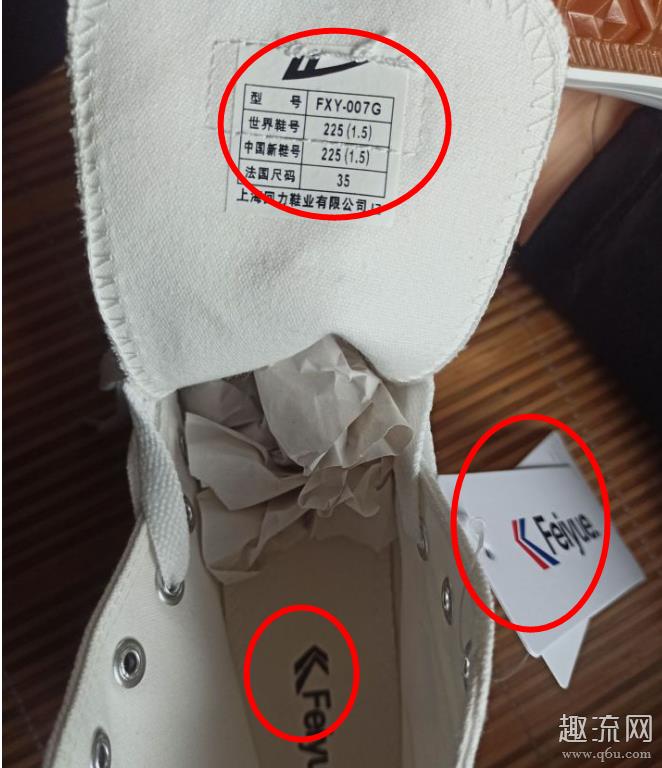 型 号 FXY-007G
世界鞋号 225 (1.5)
中国新鞋号 225 (1.5)
法国尺码 35
上海回力鞋业有限公司
Feiyue.
Feiyue
趣流网
www.q6u.com